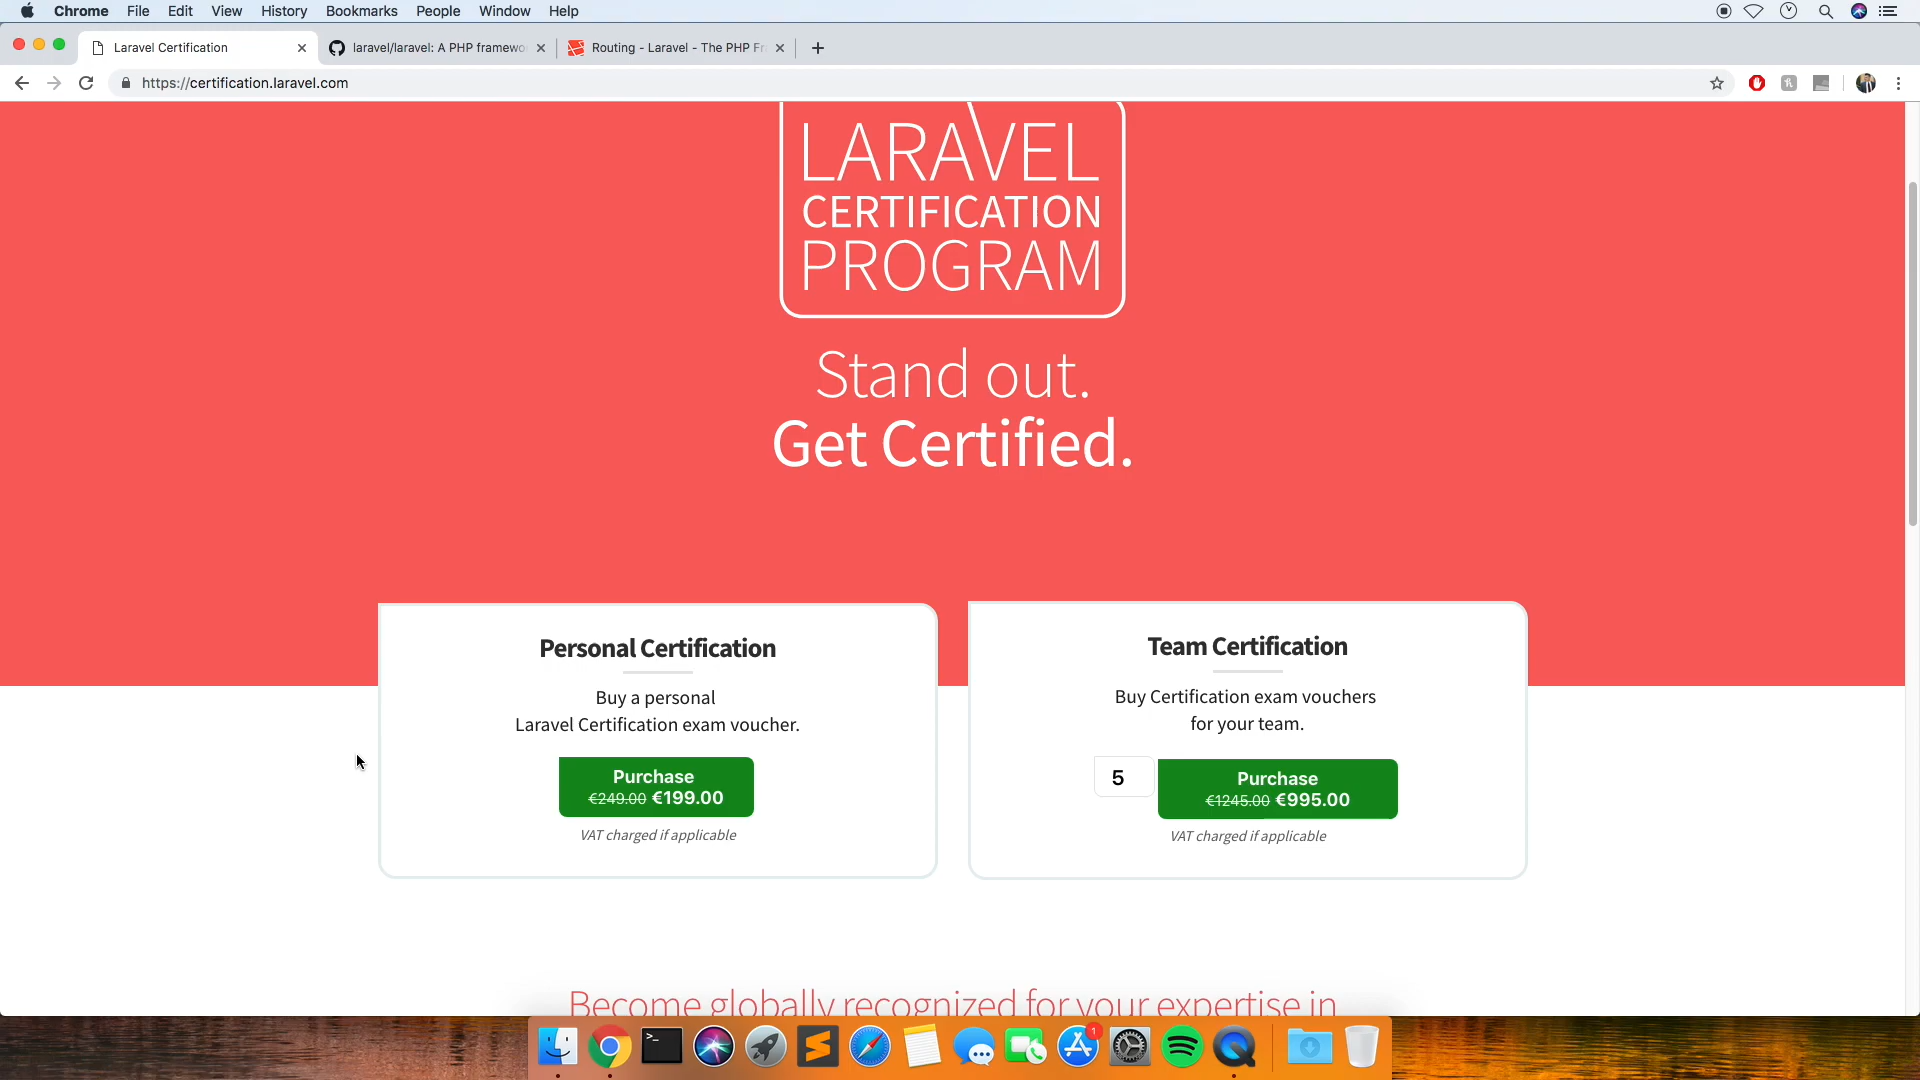 Chrome File Edit View History Bookmarks People Window Help
Laravel Certification
laravel/laravel: A PHP framewo
Routing - Laravel - The PHP Fr
https://certification.laravel.com
LARAVEL
CERTIFICATION
PROGRAM
Stand out.
Get Certified.
Personal Certification
Buy a personal
Laravel Certification exam voucher.
Purchase
€249.00 €199.00
VAT charged if applicable
Team Certification
Buy Certification exam vouchers
for your team.
5
Purchase
€1245.00 €995.00
VAT charged if applicable
Become globally recognized for your expertise in
1